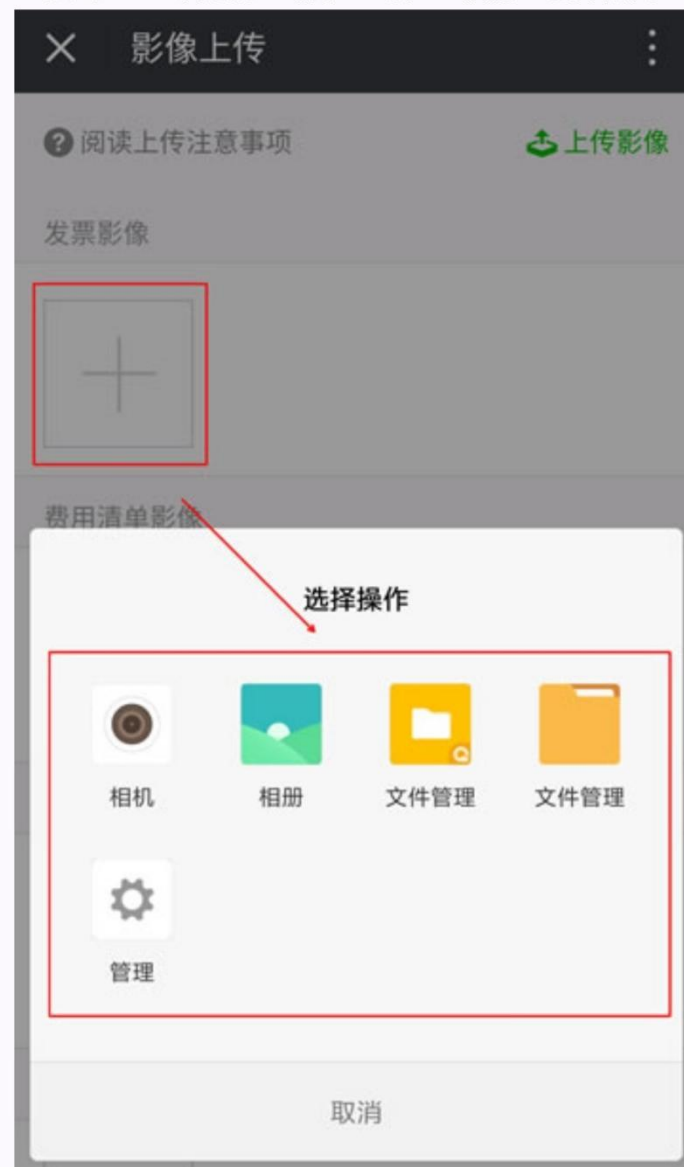 影像上传
阅读上传注意事项 上传影像
发票影像
费用清单影像
选择操作
相机 相册 文件管理 文件管理
管理
取消